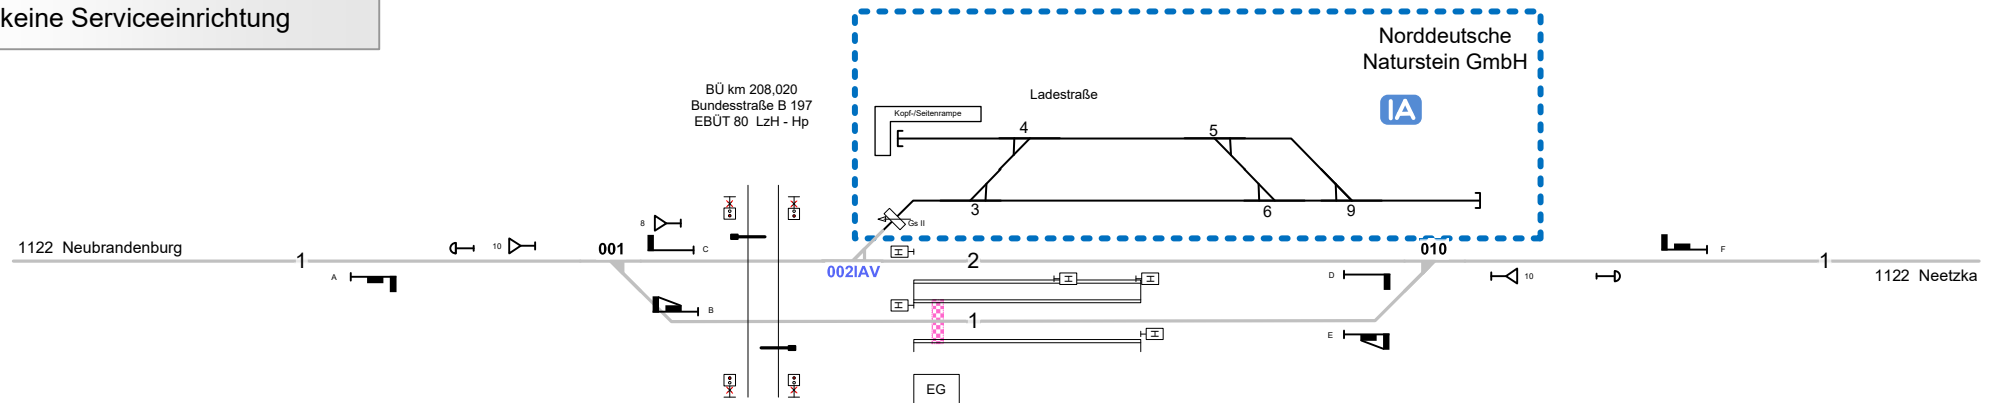 keine Serviceeinrichtung
Norddeutsche
Naturstein GmbH
IA
BÜ km 208,020
Bundesstraße B 197
EBÜT 80 LzH - Hp
Ladestraße
Kopf-/Seitenrampe
4
5
3
6
9
Gs II
8
C
10
1122 Neubrandenburg
1
001
002IAV
H
2
010
F
1
1122 Neetzka
A
B
H
H
H
1
D
10
E
H
EG